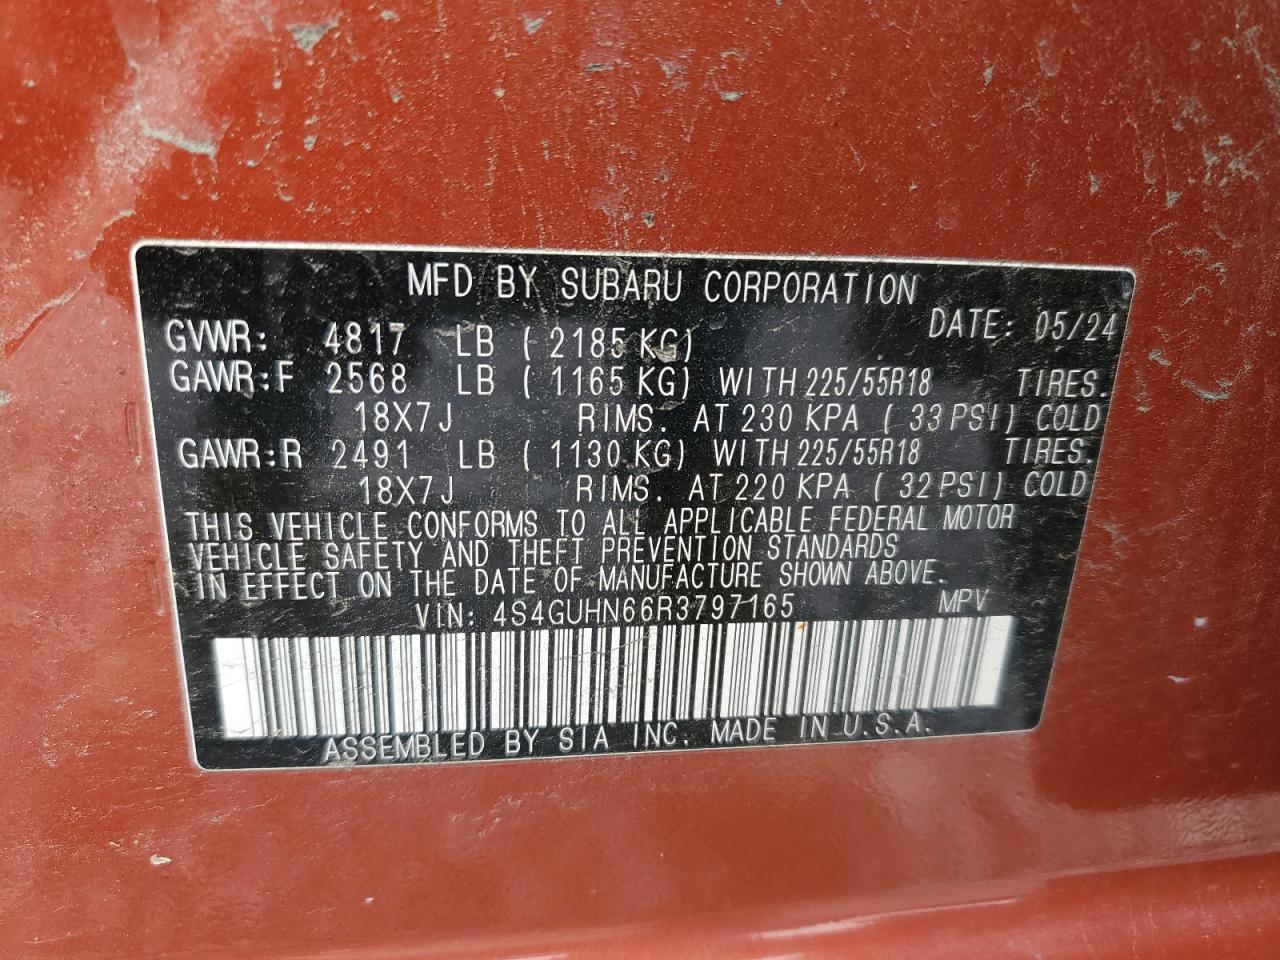 MFD BY SUBARU CORPORATION
DATE: 05/24
GVWR: 4817 LB ( 2185 KG)
GAWR:F 2568 LB ( 1165 KG) WITH 225/55R18 TIRES.
18X7J RIMS. AT 230 KPA ( 33 PSI) COLD
GAWR:R 2491 LB ( 1130 KG) WITH 225/55R18 TIRES.
18X7J RIMS. AT 220 KPA ( 32 PSI) COLD
THIS VEHICLE CONFORMS TO ALL APPLICABLE FEDERAL MOTOR
VEHICLE SAFETY AND THEFT PREVENTION STANDARDS
IN EFFECT ON THE DATE OF MANUFACTURE SHOWN ABOVE.
VIN: 4S4GUHN66R3797165 MPV
ASSEMBLED BY SIA INC. MADE IN U.S.A.